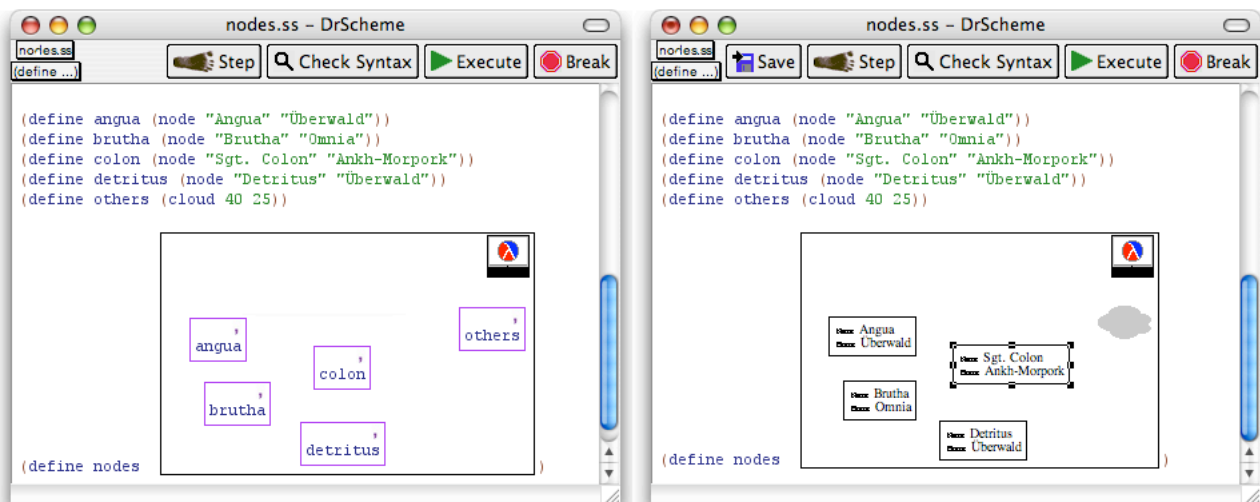 nodes.ss – DrScheme
nodes.ss
(define ...)
Step
Check Syntax
Execute
Break
(define angua (node "Angua" "Überwald"))
(define brutha (node "Brutha" "Omnia"))
(define colon (node "Sgt. Colon" "Ankh-Morpork"))
(define detritus (node "Detritus" "Überwald"))
(define others (cloud 40 25))
λ
,
angua
,
others
,
colon
,
brutha
,
detritus
(define nodes )
nodes.ss – DrScheme
nodes.ss
(define ...)
Save
Step
Check Syntax
Execute
Break
(define angua (node "Angua" "Überwald"))
(define brutha (node "Brutha" "Omnia"))
(define colon (node "Sgt. Colon" "Ankh-Morpork"))
(define detritus (node "Detritus" "Überwald"))
(define others (cloud 40 25))
λ
Angua
Überwald
Sgt. Colon
Ankh-Morpork
Brutha
Omnia
Detritus
Überwald
(define nodes )